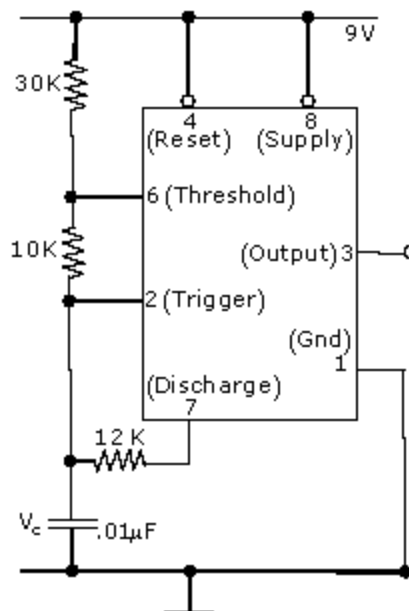 9V
30K
4
8
(Reset)
(Supply)
6 (Threshold)
10K
(Output) 3
2 (Trigger)
(Gnd)
1
(Discharge)
7
12 K
Vc
.01µF